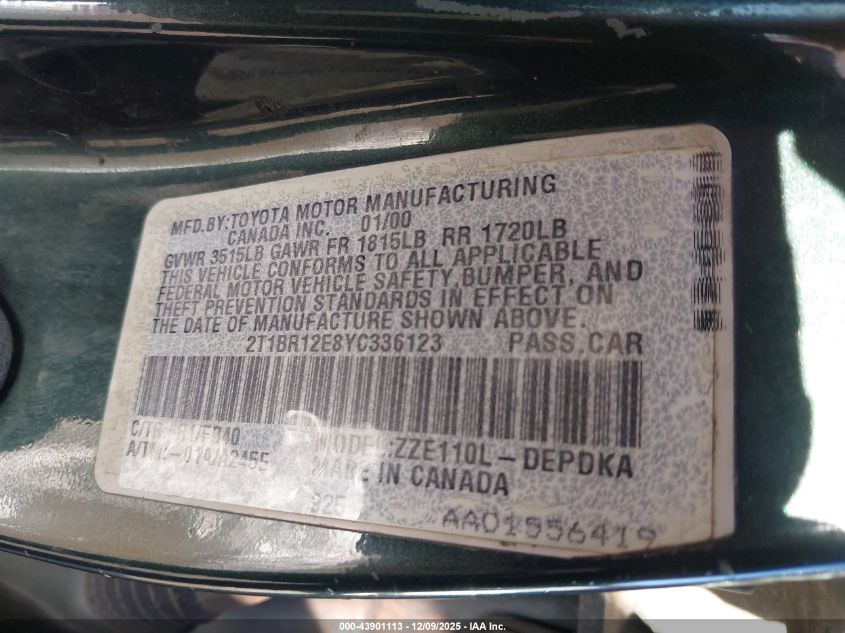 MFD.BY:TOYOTA MOTOR MANUFACTURING
CANADA INC. 01/00
GVWR 3515LB GAWR FR 1815LB RR 1720LB
THIS VEHICLE CONFORMS TO ALL APPLICABLE
FEDERAL MOTOR VEHICLE SAFETY,BUMPER, AND
THEFT PREVENTION STANDARDS IN EFFECT ON
THE DATE OF MANUFACTURE SHOWN ABOVE.
2T1BR12E8YC336123 PASS.CAR
MODEL:ZZE110L-DEPDKA
MADE IN CANADA
325
AA01556419
000-43901113 - 12/09/2025 - IAA Inc.